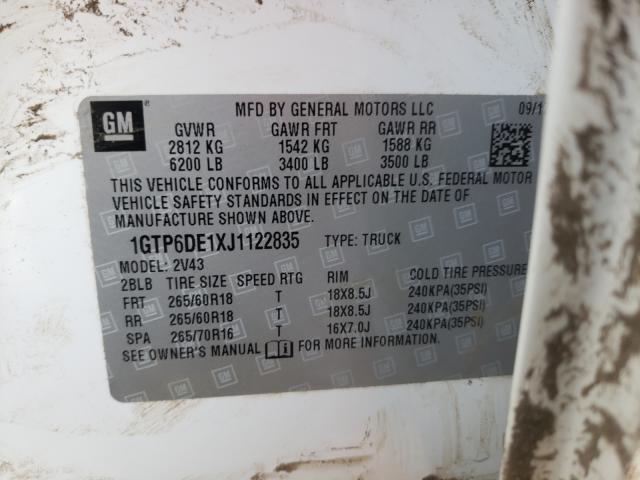 GM
MFD BY GENERAL MOTORS LLC 09/1
GVWR GAWR FRT GAWR RR
2812 KG 1542 KG 1588 KG
6200 LB 3400 LB 3500 LB
THIS VEHICLE CONFORMS TO ALL APPLICABLE U.S. FEDERAL MOTOR
VEHICLE SAFETY STANDARDS IN EFFECT ON THE DATE OF
MANUFACTURE SHOWN ABOVE.
1GTP6DE1XJ1122835 TYPE: TRUCK
MODEL: 2V43
2BLB TIRE SIZE SPEED RTG RIM COLD TIRE PRESSURE
FRT 265/60R18 T 18X8.5J 240KPA(35PSI)
RR 265/60R18 T 18X8.5J 240KPA(35PSI)
SPA 265/70R16 T 16X7.0J 240KPA(35PSI)
SEE OWNER'S MANUAL FOR MORE INFORMATION.